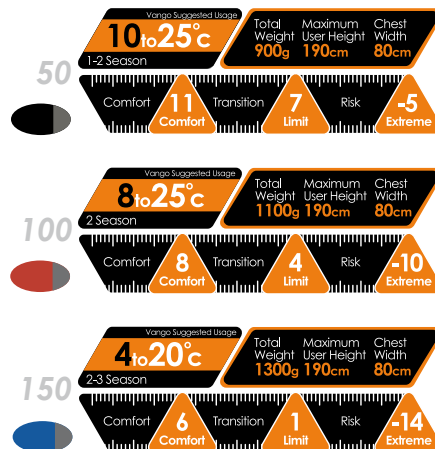 Vango Suggested Usage
10to25°c
1-2 Season
Total Weight 900g
Maximum User Height 190cm
Chest Width 80cm
50
Comfort 11 Comfort Transition 7 Limit Risk -5 Extreme
Vango Suggested Usage
8to25°c
2 Season
Total Weight 1100g
Maximum User Height 190cm
Chest Width 80cm
100
Comfort 8 Comfort Transition 4 Limit Risk -10 Extreme
Vango Suggested Usage
4to20°c
2-3 Season
Total Weight 1300g
Maximum User Height 190cm
Chest Width 80cm
150
Comfort 6 Comfort Transition 1 Limit Risk -14 Extreme